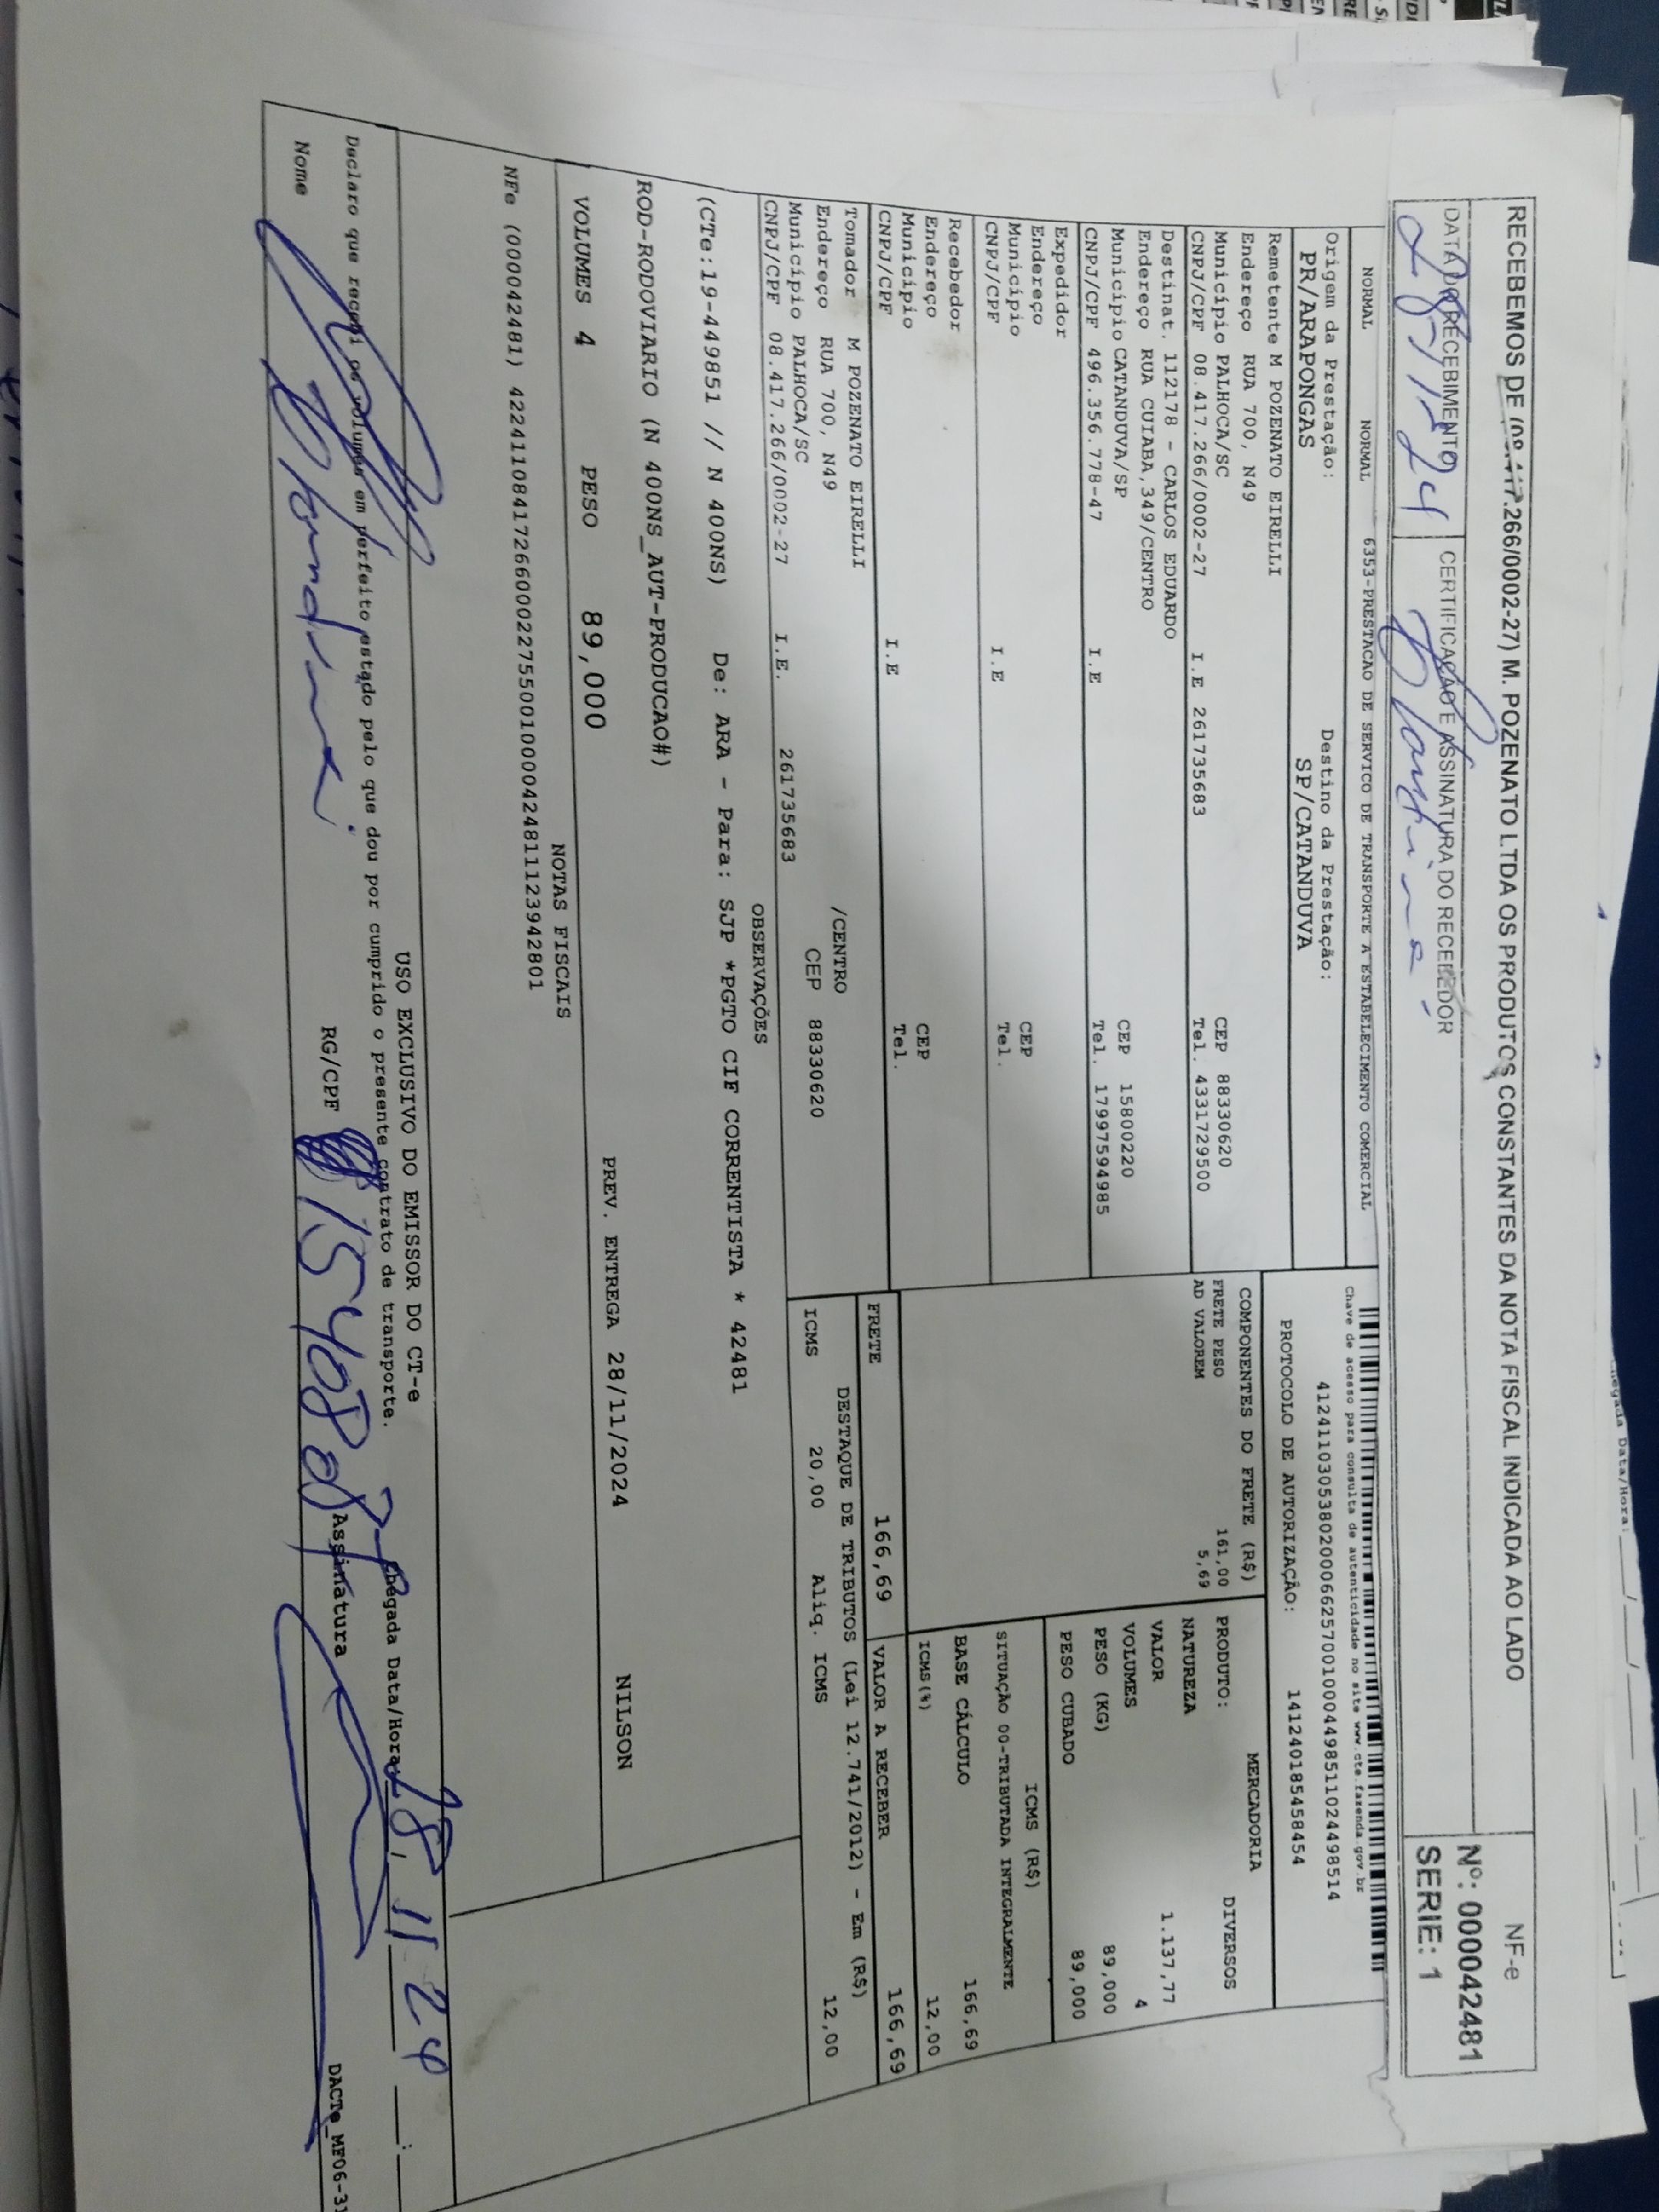 RECEBEMOS DE (08.417.266/0002-27) M. POZENATO LTDA OS PRODUTOS CONSTANTES DA NOTA FISCAL INDICADA AO LADO
NF-e
Nº: 000042481
SERIE: 1
DATA DO RECEBIMENTO
28/11/24
CERTIFICAÇÃO E ASSINATURA DO RECEBEDOR
NORMAL NORMAL 6353-PRESTACAO DE SERVICO DE TRANSPORTE A ESTABELECIMENTO COMERCIAL
Chave de acesso para consulta de autenticidade no site www.cte.fazenda.gov.br
Origem da Prestação: Destino da Prestação:
PR/ARAPONGAS SP/CATANDUVA
41241103053802000662570010004498511024498514
PROTOCOLO DE AUTORIZAÇÃO: 141240185458454
Remetente M POZENATO EIRELLI
Endereço RUA 700, N49
Município PALHOCA/SC CEP 88330620
CNPJ/CPF 08.417.266/0002-27 I.E 261735683 Tel. 4331729500
Destinat. 112178 - CARLOS EDUARDO
Endereço RUA CUIABA,349/CENTRO
Município CATANDUVA/SP CEP 15800220
CNPJ/CPF 496.356.778-47 I.E Tel. 17997594985
Expedidor
Endereço
Município CEP
CNPJ/CPF I.E Tel.
Recebedor
Endereço
Município CEP
CNPJ/CPF I.E Tel.
Tomador M POZENATO EIRELLI
Endereço RUA 700, N49 /CENTRO
Município PALHOCA/SC CEP 88330620
CNPJ/CPF 08.417.266/0002-27 I.E. 261735683
COMPONENTES DO FRETE (R$)
FRETE PESO 161,00
AD VALOREM 5,69
MERCADORIA
PRODUTO: DIVERSOS
NATUREZA
VALOR 1.137,77
VOLUMES 4
PESO (KG) 89,000
PESO CUBADO 89,000
ICMS (R$)
SITUAÇÃO 00-TRIBUTADA INTEGRALMENTE
BASE CÁLCULO 166,69
ICMS(%) 12,00
FRETE 166,69 VALOR A RECEBER 166,69
DESTAQUE DE TRIBUTOS (Lei 12.741/2012) - Em (R$)
ICMS 20,00 Aliq. ICMS 12,00
OBSERVAÇÕES
(CTe:19-449851 // N 400NS) De: ARA - Para: SJP *PGTO CIF CORRENTISTA * 42481
ROD-RODOVIARIO (N 400NS_AUT-PRODUCAO#)
VOLUMES 4 PESO 89,000 PREV. ENTREGA 28/11/2024 NILSON
NOTAS FISCAIS
NFe (000042481) 42241108417266000227550010000424811123942801
USO EXCLUSIVO DO EMISSOR DO CT-e
Declaro que recebi os volumes em perfeito estado pelo que dou por cumprido o presente contrato de transporte. Chegada Data/Hora: 28/11/24
Nome RG/CPF Assinatura
DACTe_MF06-31
Chegada Data/Hora: